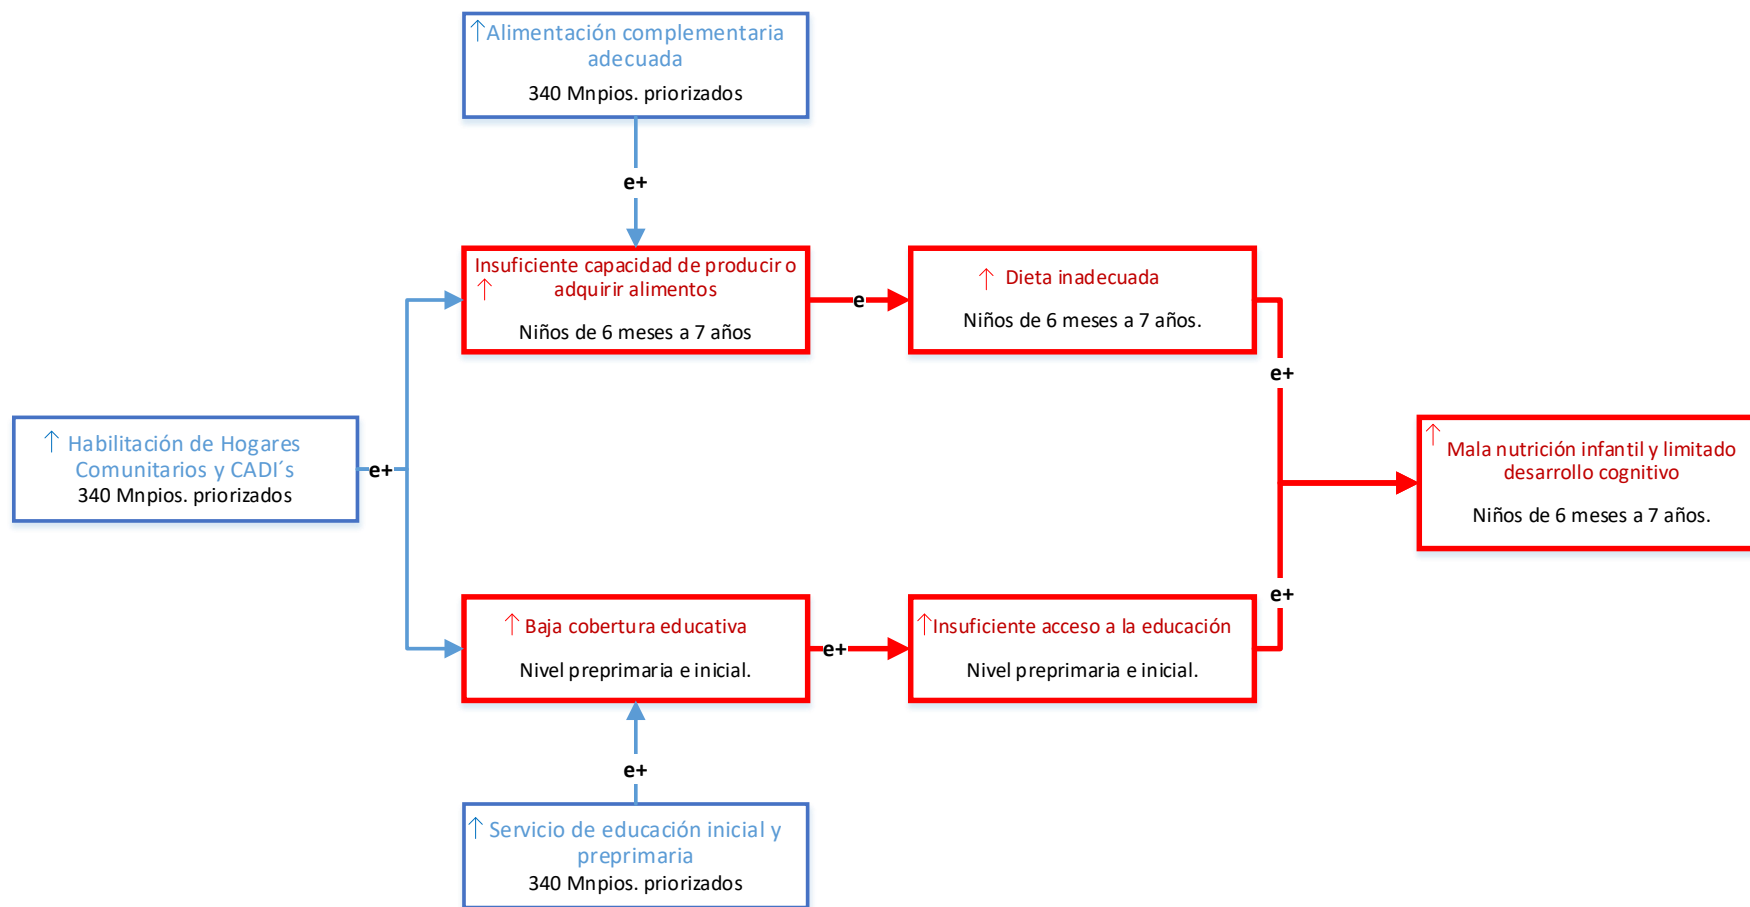 ↑Alimentación complementaria
adecuada
340 Mnpios. priorizados
e+
Insuficiente capacidad de producir o
↑ adquirir alimentos
Niños de 6 meses a 7 años
e
↑ Dieta inadecuada
Niños de 6 meses a 7 años.
e+
↑ Habilitación de Hogares
Comunitarios y CADI´s
340 Mnpios. priorizados
e+
↑ Mala nutrición infantil y limitado
desarrollo cognitivo
Niños de 6 meses a 7 años.
e+
↑ Baja cobertura educativa
Nivel preprimaria e inicial.
e+
↑Insuficiente acceso a la educación
Nivel preprimaria e inicial.
e+
↑ Servicio de educación inicial y
preprimaria
340 Mnpios. priorizados